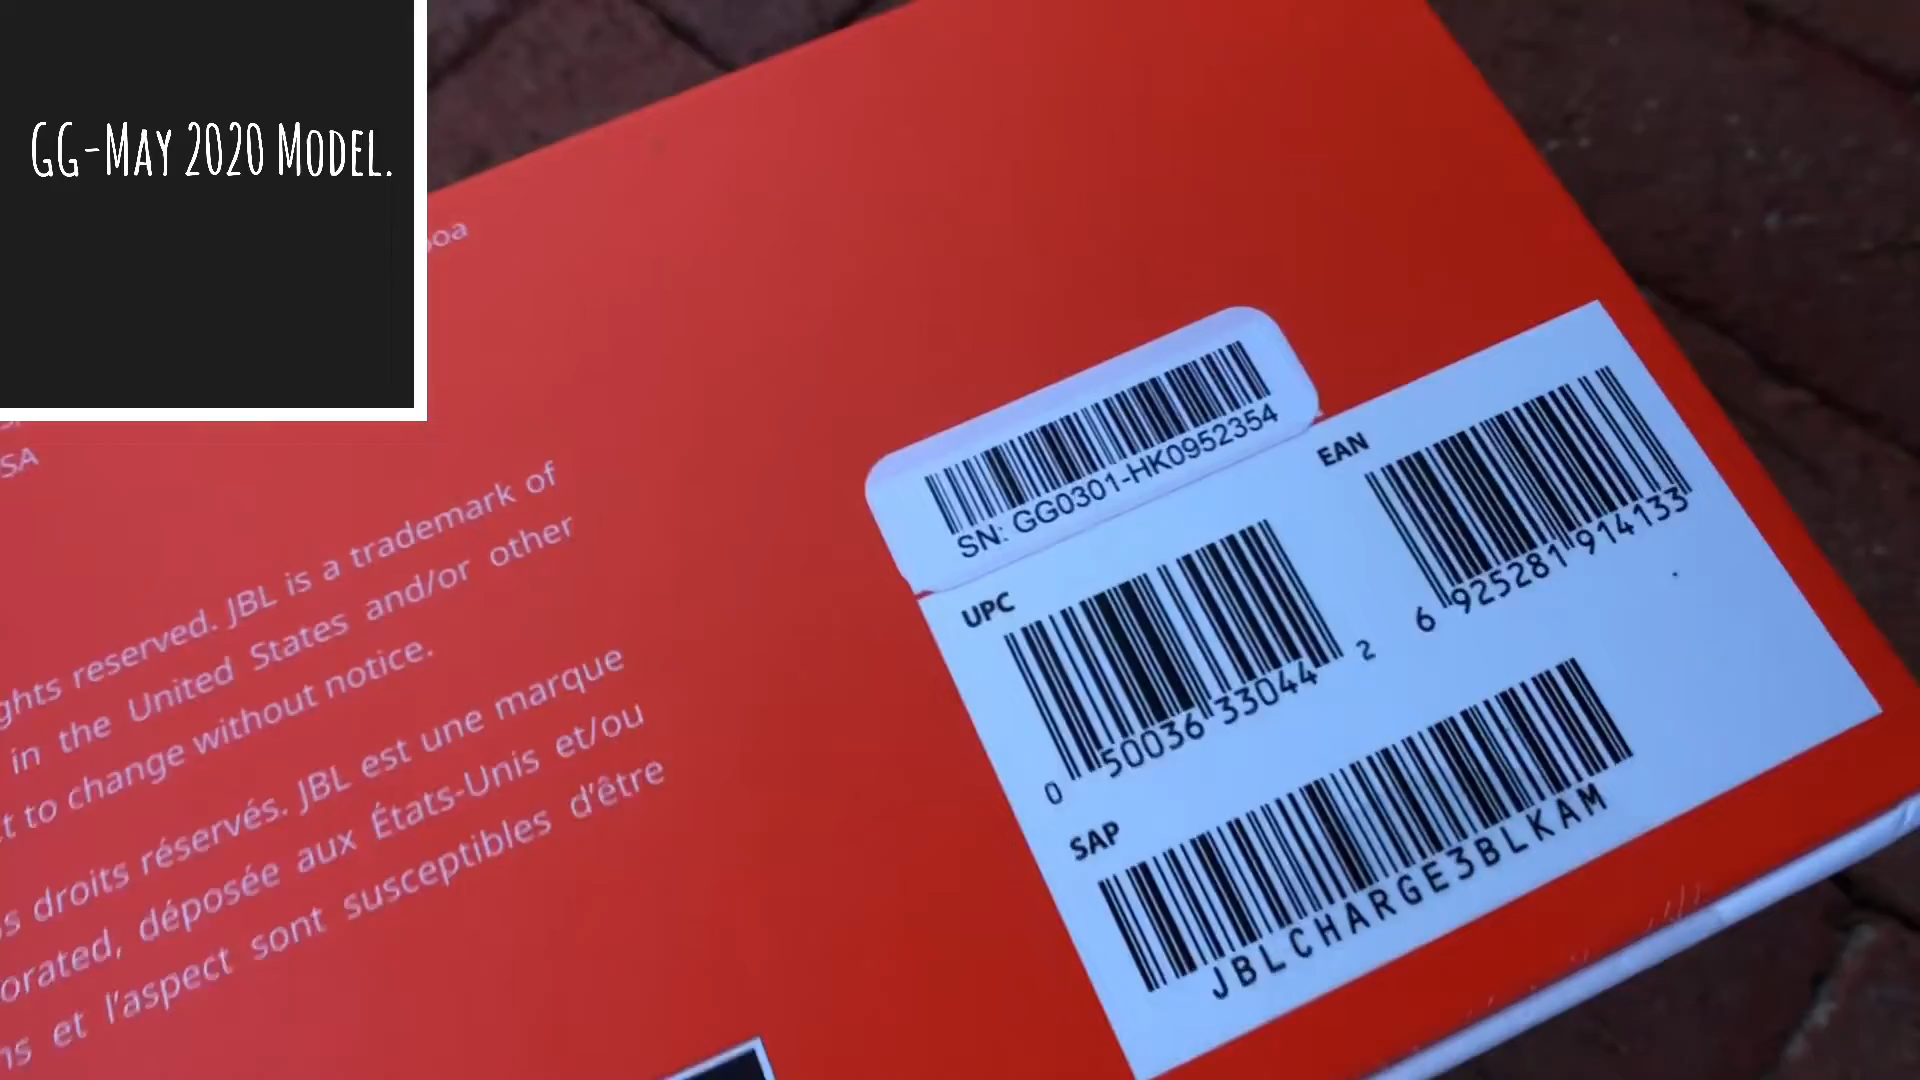 GG-May 2020 Model.
SA
ghts reserved. JBL is a trademark of
in the United States and/or other
t to change without notice.
s droits réservés. JBL est une marque
orated, déposée aux États-Unis et/ou
ns et l'aspect sont susceptibles d'être
SN: GG0301-HK0952354
UPC
0 50036 33044 2
EAN
6 925281 914133
SAP
JBLCHARGE3BLKAM